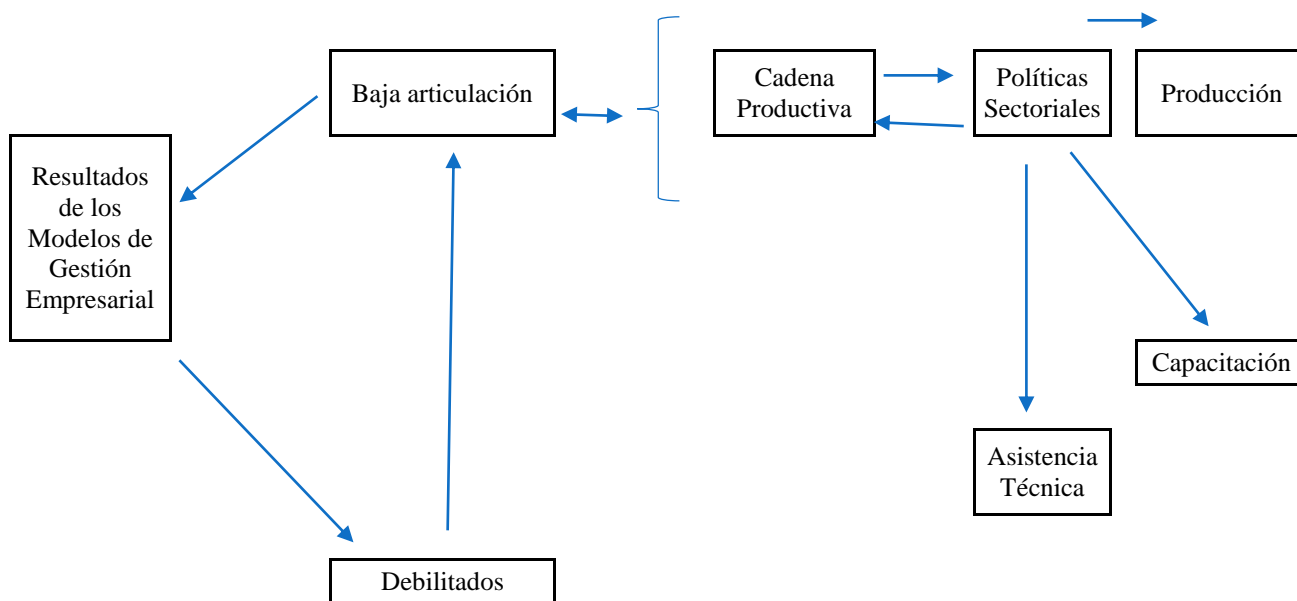 Baja articulación
Cadena
Productiva
Políticas
Sectoriales
Producción
Resultados
de los
Modelos de
Gestión
Empresarial
Capacitación
Asistencia
Técnica
Debilitados